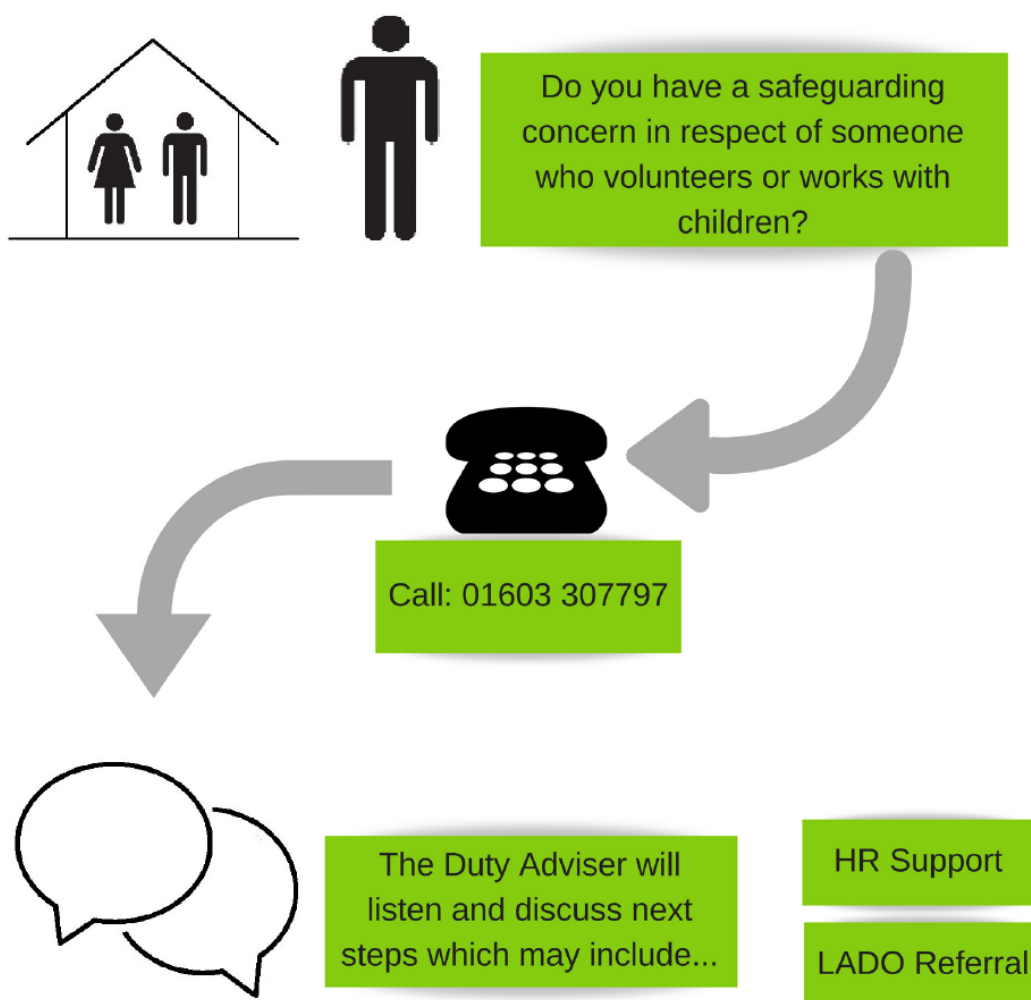 Do you have a safeguarding
concern in respect of someone
who volunteers or works with
children?
Call: 01603 307797
The Duty Adviser will
listen and discuss next
steps which may include...
HR Support
LADO Referral